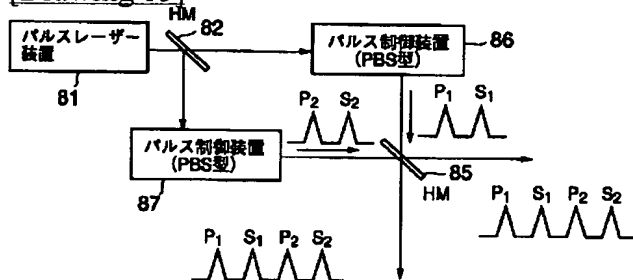 HM
82
パルスレーザー
装置
81
パルス制御装置
(PBS型)
86
P2 S2
P1 S1
パルス制御装置
(PBS型)
87
85
HM
P1 S1 P2 S2
P1 S1 P2 S2